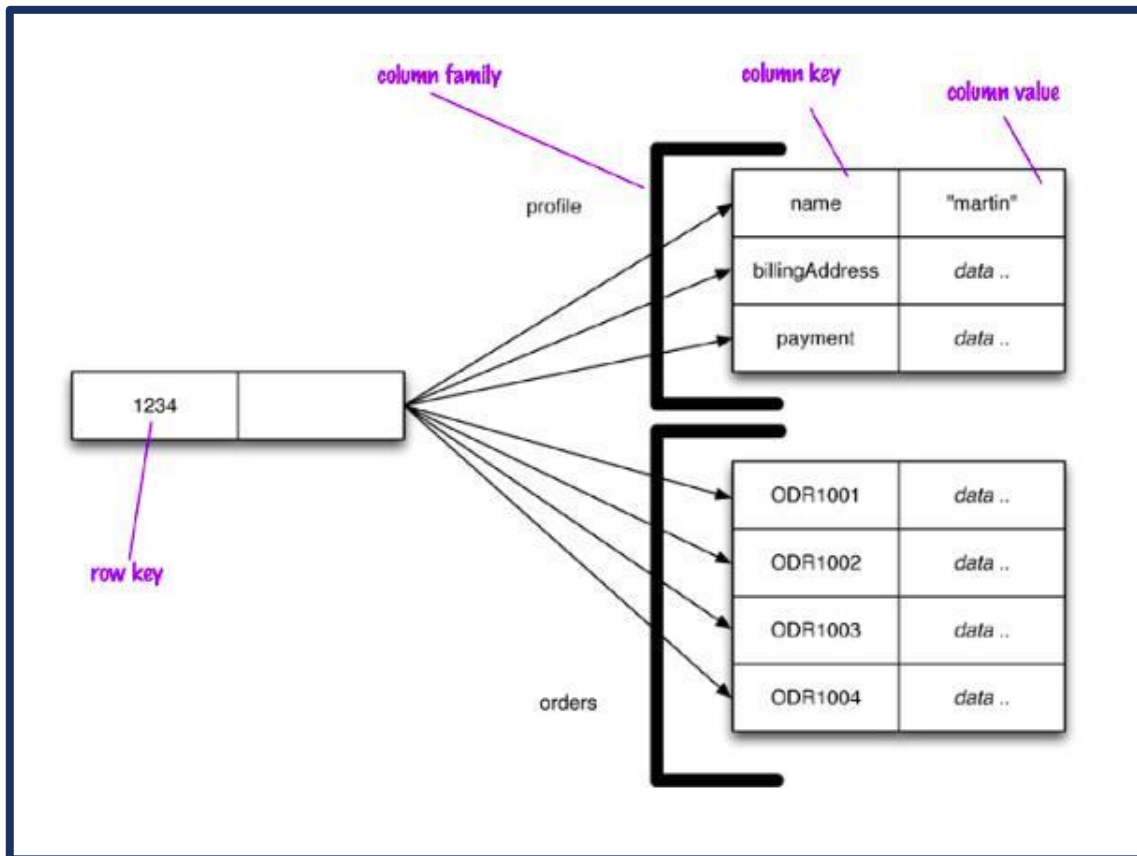 column family
column key
column value
profile
name
"martin"
billingAddress
data ..
payment
data ..
1234
row key
ODR1001
data ..
ODR1002
data ..
ODR1003
data ..
orders
ODR1004
data ..